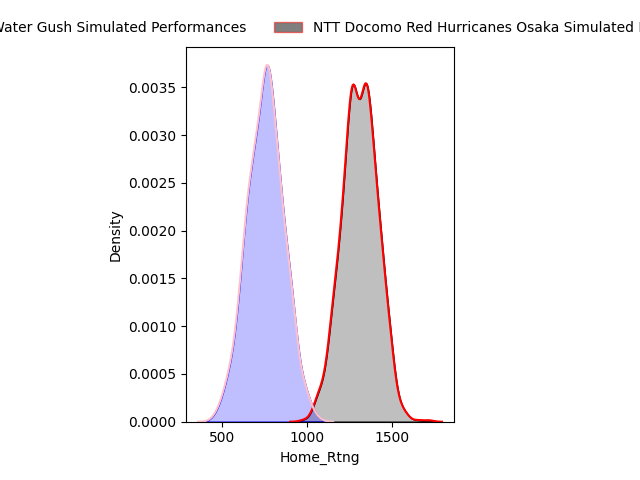 Water Gush Simulated Performances
NTT Docomo Red Hurricanes Osaka Simulated
0.0035
0.0030
0.0025
0.0020
0.0015
0.0010
0.0005
0.0000
Density
500 1000 1500
Home_Rtng